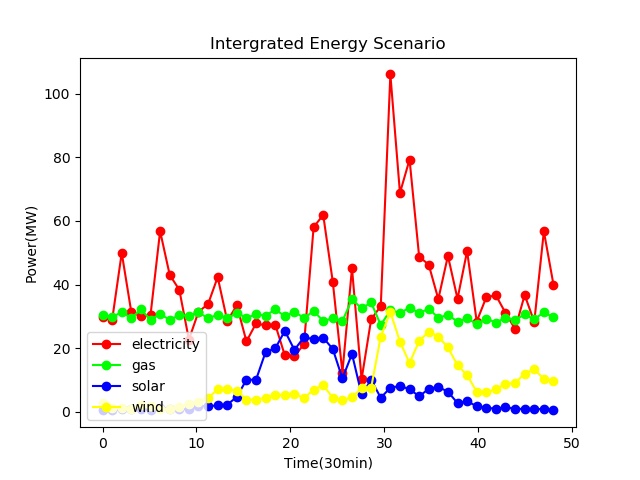 Intergrated Energy Scenario
Power(MW)
100
80
60
40
20
0
electricity
gas
solar
wind
0 10 20 30 40 50
Time(30min)